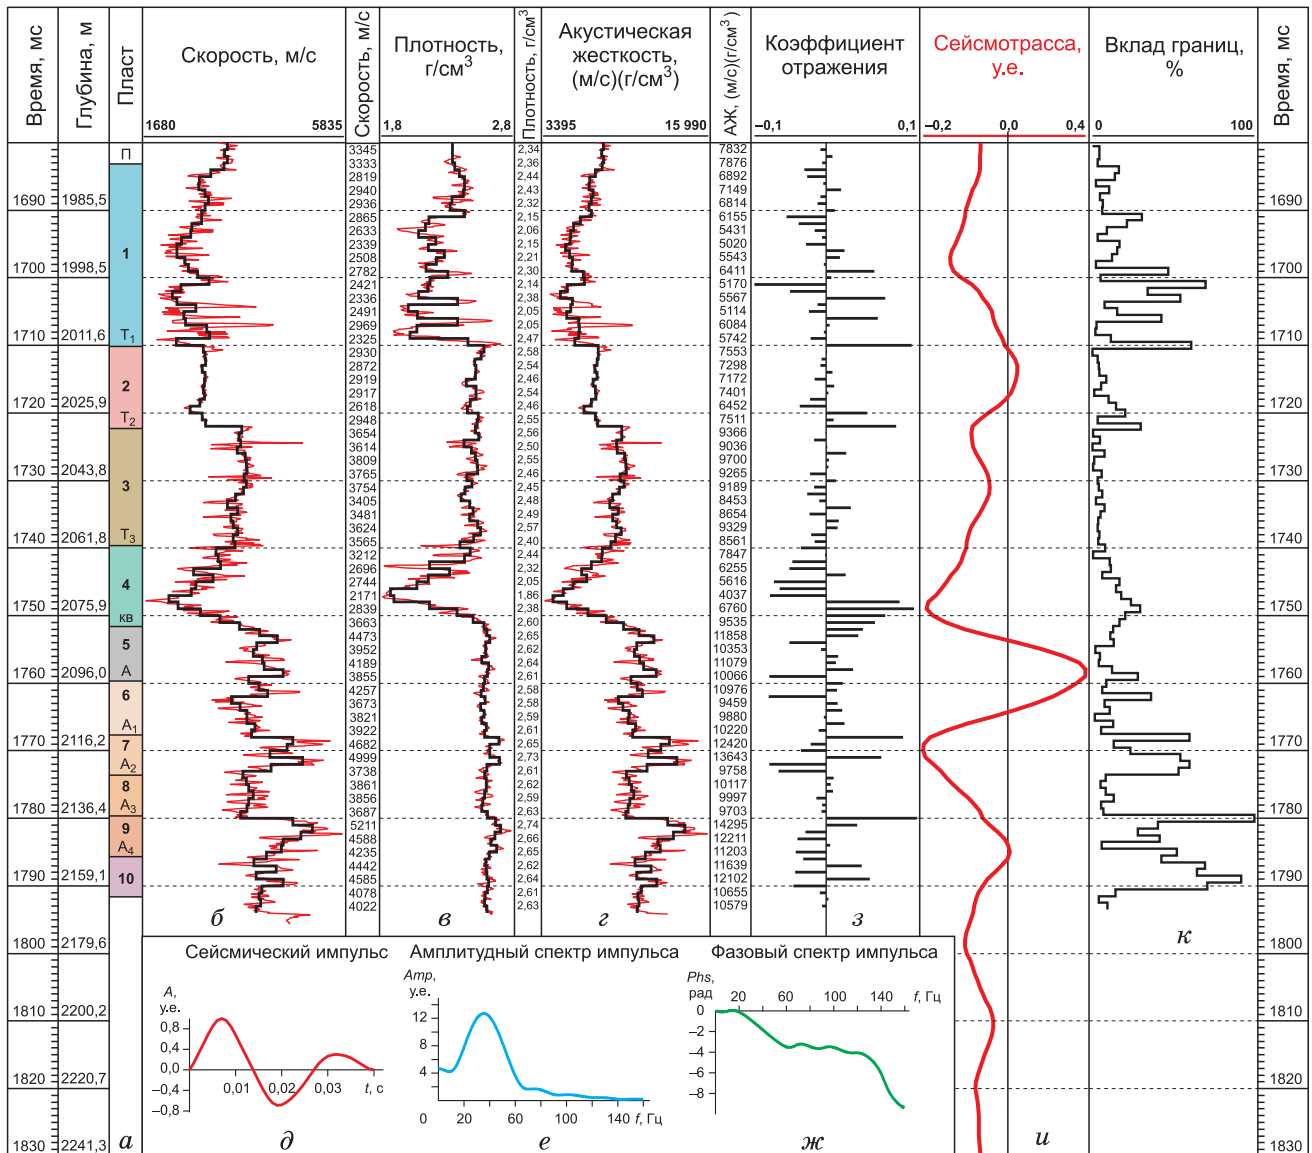 Время, мс
Глубина, м
Пласт
Скорость, м/с
1680 5835
Скорость, м/с
Плотность, г/см³
1,8 2,8
Плотность, г/см³
Акустическая жесткость, (м/с)(г/см³)
3395 15 990
АЖ, (м/с)(г/см³)
Коэффициент отражения
−0,1 0,1
Сейсмотрасса, у.е.
−0,2 0,0 0,4
Вклад границ, %
0 100
Время, мс
1690 1985,5
1700 1998,5
1710 2011,6
1720 2025,9
1730 2043,8
1740 2061,8
1750 2075,9
1760 2096,0
1770 2116,2
1780 2136,4
1790 2159,1
1800 2179,6
1810 2200,2
1820 2220,7
1830 2241,3
П
1
Т₁
2
Т₂
3
Т₃
4
кв
5
А
6
А₁
7
А₂
8
А₃
9
А₄
10
3345 2,34 7832
3333 2,36 7876
2819 2,44 6892
2940 2,43 7149
2936 2,32 6814
2865 2,15 6155
2633 2,06 5431
2339 2,15 5020
2508 2,21 5543
2782 2,30 6411
2421 2,14 5170
2336 2,38 5567
2491 2,05 5114
2969 2,05 6084
2325 2,47 5742
2930 2,58 7553
2872 2,54 7298
2919 2,46 7172
2917 2,54 7401
2618 2,46 6452
2948 2,55 7511
3654 2,56 9366
3614 2,50 9036
3809 2,55 9700
3765 2,46 9265
3754 2,45 9189
3405 2,48 8453
3481 2,49 8654
3624 2,57 9329
3565 2,40 8561
3212 2,44 7847
2696 2,32 6255
2744 2,05 5616
2171 1,86 4037
2839 2,38 6760
3663 2,60 9535
4473 2,65 11858
3952 2,62 10353
4189 2,64 11079
3855 2,61 10066
4257 2,58 10976
3673 2,58 9459
3821 2,59 9880
3922 2,61 10220
4682 2,65 12420
4999 2,73 13643
3738 2,61 9758
3861 2,62 10117
3856 2,59 9997
3687 2,63 9703
5211 2,74 14295
4588 2,66 12211
4235 2,65 11203
4442 2,62 11639
4585 2,64 12102
4078 2,61 10655
4022 2,63 10579
1690
1700
1710
1720
1730
1740
1750
1760
1770
1780
1790
1800
1810
1820
1830
а
б
в
г
з
и
к
Сейсмический импульс
А, у.е.
0,8
0,4
0,0
−0,4
−0,8
0,01 0,02 0,03 t, с
д
Амплитудный спектр импульса
Amp, у.е.
12
8
4
0 20 60 100 140 f, Гц
е
Фазовый спектр импульса
Phs, рад
20 60 100 140 f, Гц
0
−2
−4
−6
−8
ж